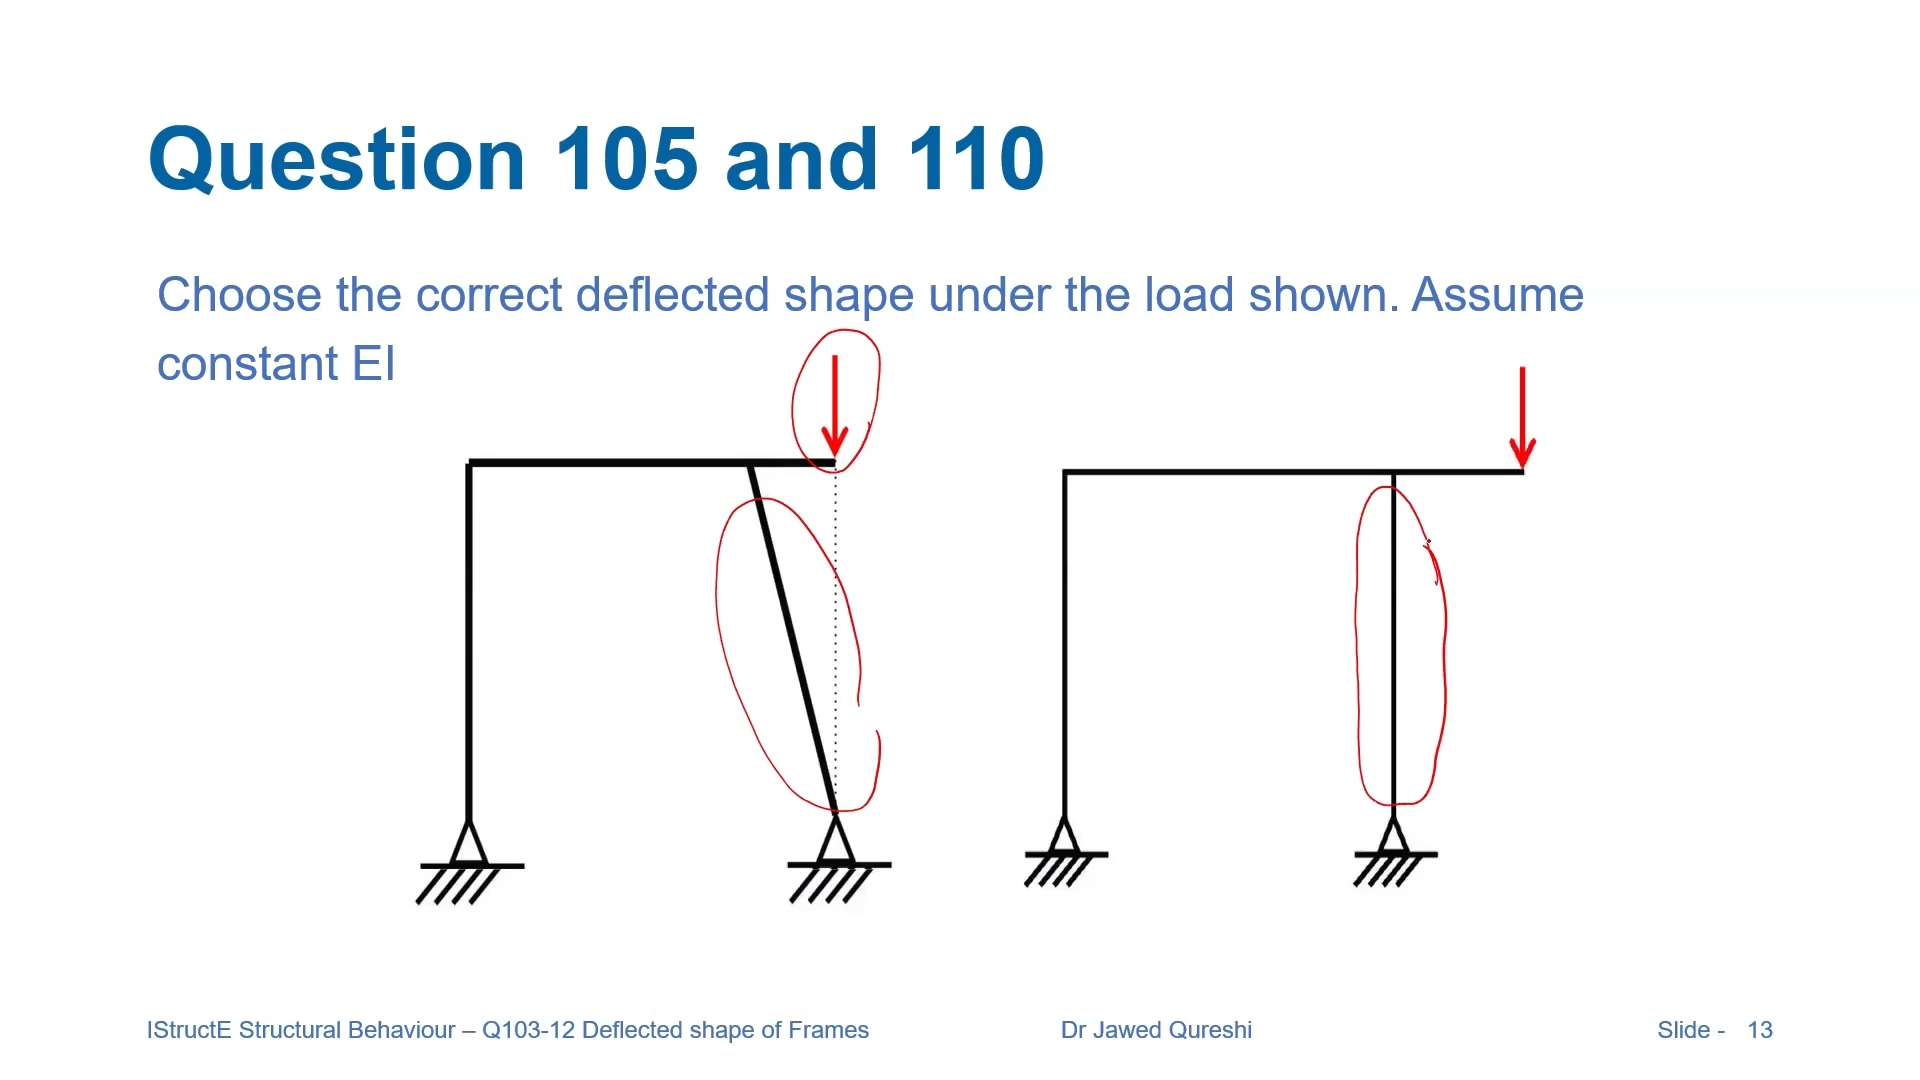 Question 105 and 110
Choose the correct deflected shape under the load shown. Assume
constant EI
IStructE Structural Behaviour – Q103-12 Deflected shape of Frames
Dr Jawed Qureshi
Slide - 13